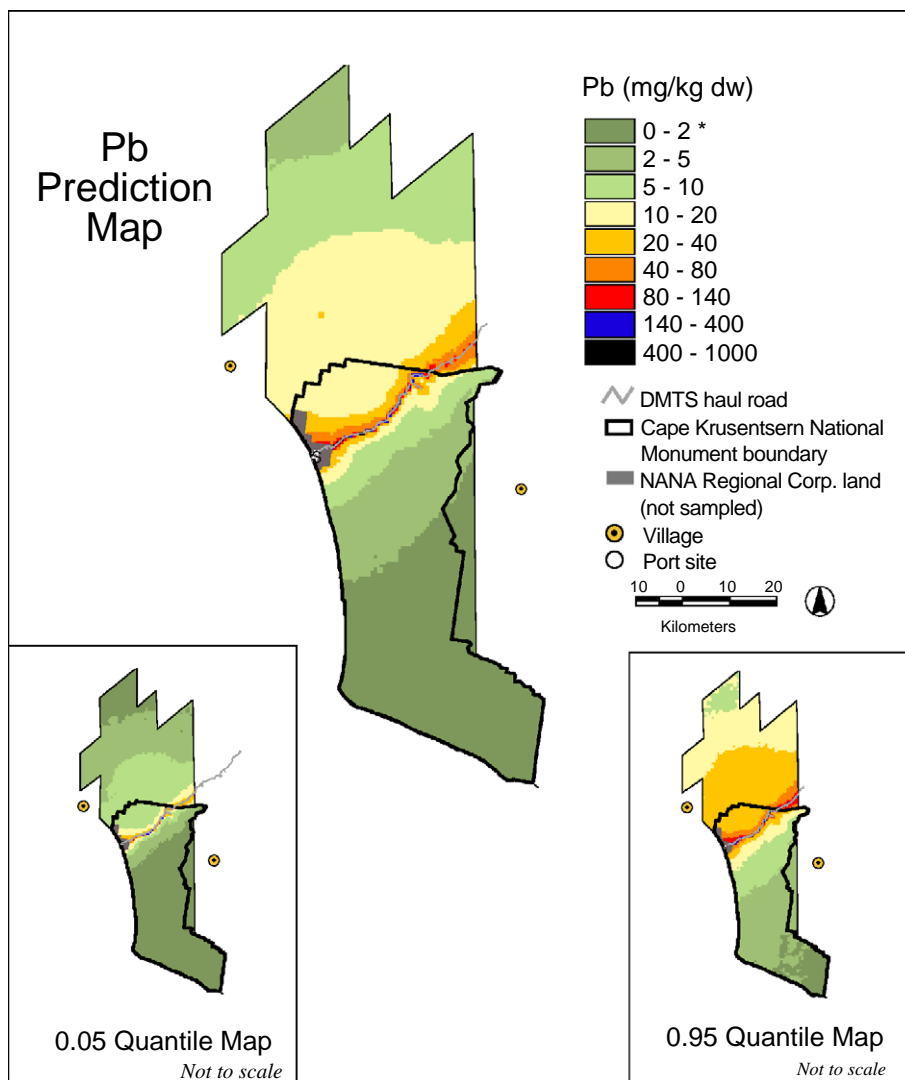 Pb
Prediction
Map
Pb (mg/kg dw)
0 - 2 *
2 - 5
5 - 10
10 - 20
20 - 40
40 - 80
80 - 140
140 - 400
400 - 1000
DMTS haul road
Cape Krusentsern National
Monument boundary
NANA Regional Corp. land
(not sampled)
Village
Port site
10 0 10 20
Kilometers
0.05 Quantile Map
Not to scale
0.95 Quantile Map
Not to scale